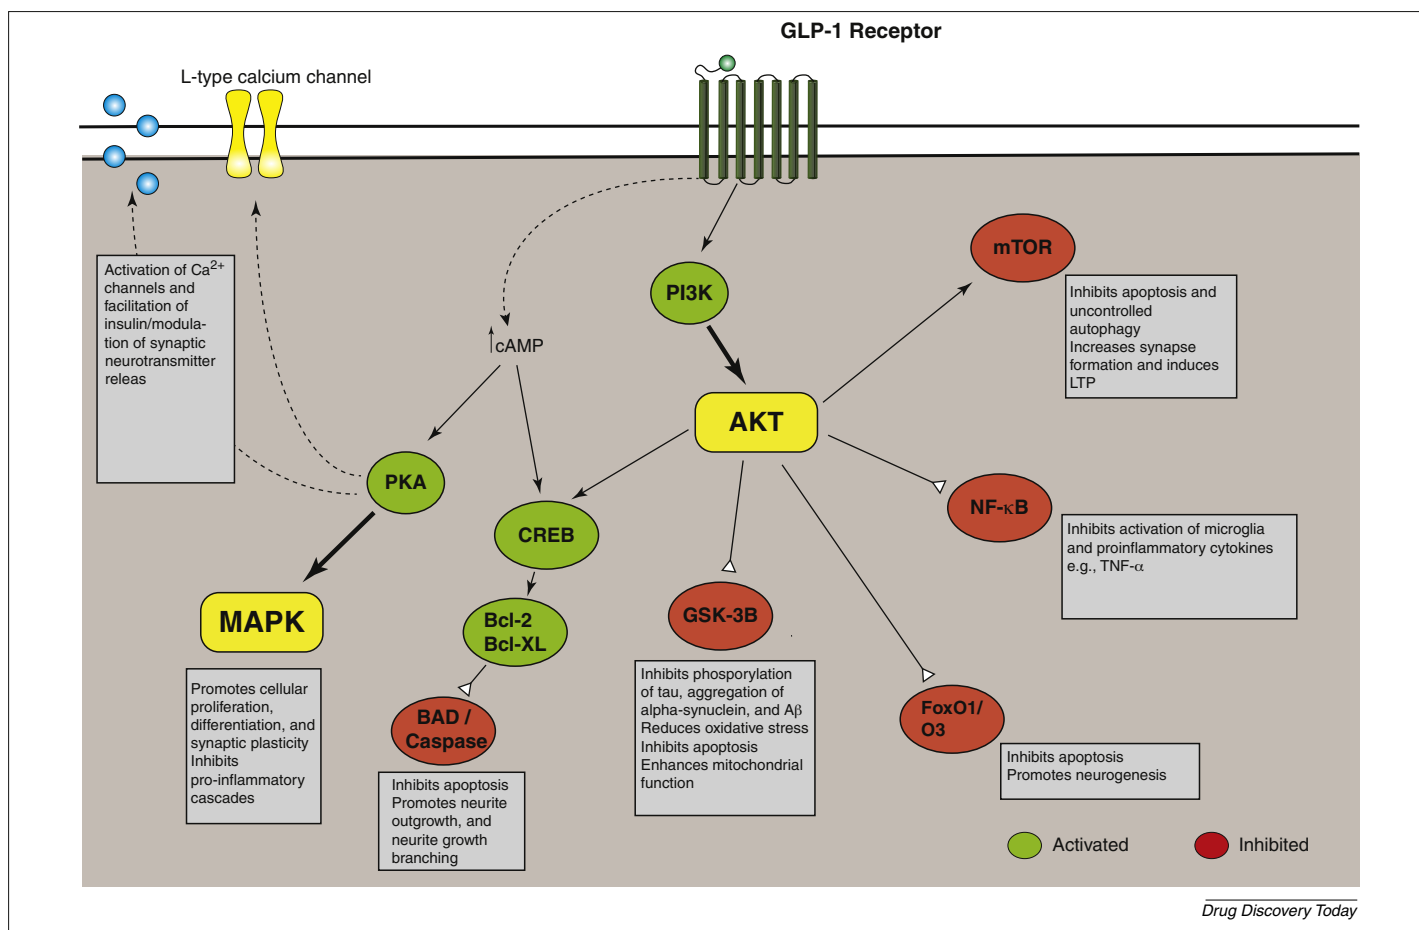 GLP-1 Receptor
L-type calcium channel
Activation of Ca2+
channels and
facilitation of
insulin/modula-
tion of synaptic
neurotransmitter
releas
cAMP
PI3K
mTOR
Inhibits apoptosis and
uncontrolled
autophagy
Increases synapse
formation and induces
LTP
AKT
PKA
CREB
NF-κB
Inhibits activation of microglia
and proinflammatory cytokines
e.g., TNF-α
MAPK
Promotes cellular
proliferation,
differentiation, and
synaptic plasticity
Inhibits
pro-inflammatory
cascades
Bcl-2
Bcl-XL
BAD /
Caspase
Inhibits apoptosis
Promotes neurite
outgrowth, and
neurite growth
branching
GSK-3B
Inhibits phosporylation
of tau, aggregation of
alpha-synuclein, and Aβ
Reduces oxidative stress
Inhibits apoptosis
Enhances mitochondrial
function
FoxO1/
O3
Inhibits apoptosis
Promotes neurogenesis
Activated
Inhibited
Drug Discovery Today